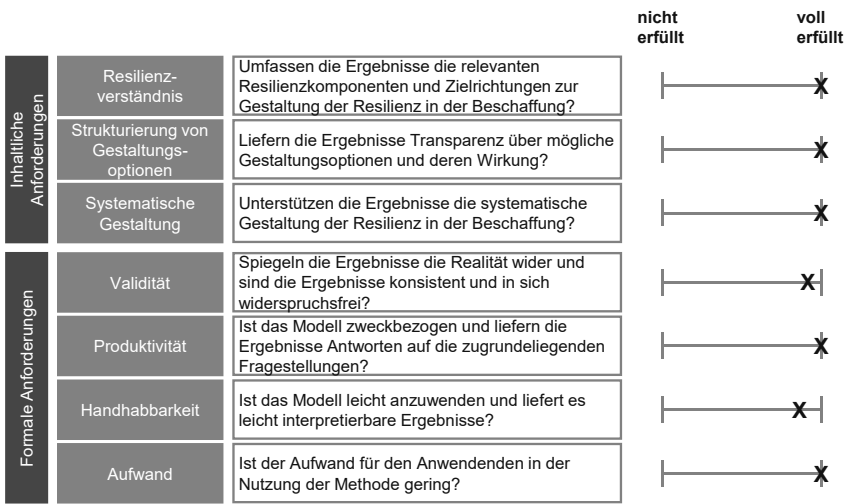 nicht
erfüllt
voll
erfüllt
Inhaltliche
Anforderungen
Resilienz-
verständnis
Umfassen die Ergebnisse die relevanten
Resilienzkomponenten und Zielrichtungen zur
Gestaltung der Resilienz in der Beschaffung?
X
Strukturierung von
Gestaltungs-
optionen
Liefern die Ergebnisse Transparenz über mögliche
Gestaltungsoptionen und deren Wirkung?
X
Systematische
Gestaltung
Unterstützen die Ergebnisse die systematische
Gestaltung der Resilienz in der Beschaffung?
X
Formale Anforderungen
Validität
Spiegeln die Ergebnisse die Realität wider und
sind die Ergebnisse konsistent und in sich
widerspruchsfrei?
X
Produktivität
Ist das Modell zweckbezogen und liefern die
Ergebnisse Antworten auf die zugrundeliegenden
Fragestellungen?
X
Handhabbarkeit
Ist das Modell leicht anzuwenden und liefert es
leicht interpretierbare Ergebnisse?
X
Aufwand
Ist der Aufwand für den Anwendenden in der
Nutzung der Methode gering?
X